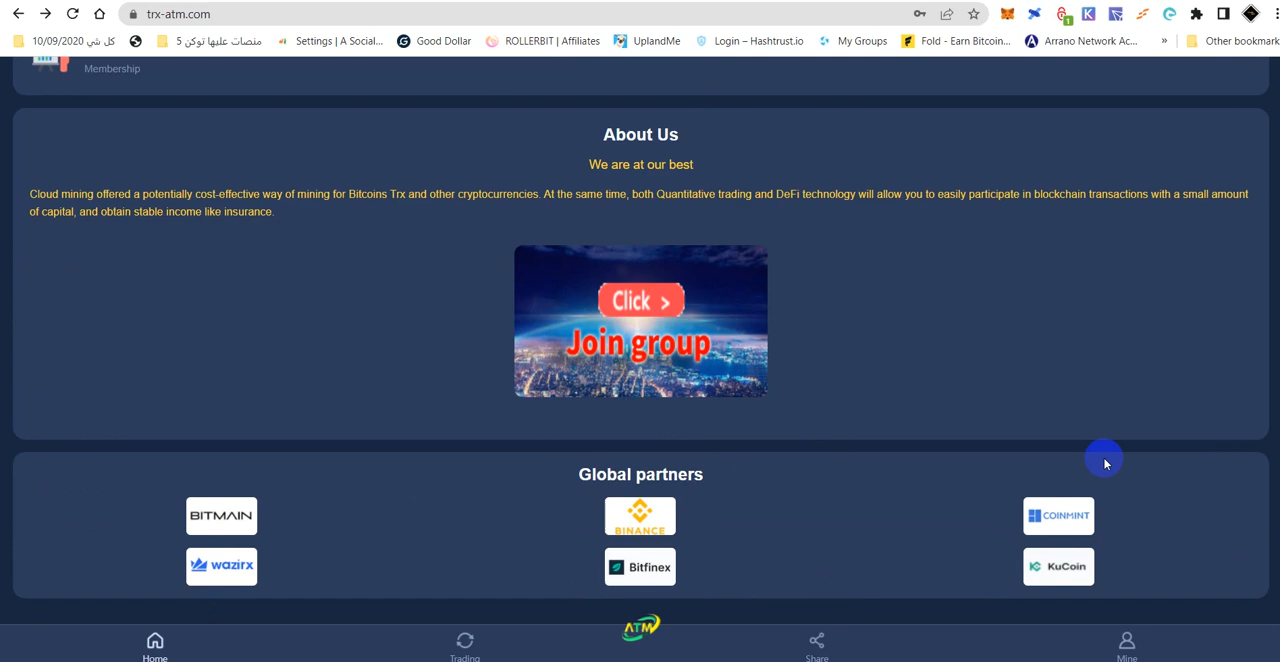 trx-atm.com
1
كل شي 10/09/2020
منصات عليها توكن 5
Settings | A Social...
Good Dollar
ROLLERBIT | Affiliates
UplandMe
Login – Hashtrust.io
My Groups
Fold - Earn Bitcoin...
Arrano Network Ac...
»
Other bookmark
Membership
About Us
We are at our best
Cloud mining offered a potentially cost-effective way of mining for Bitcoins Trx and other cryptocurrencies. At the same time, both Quantitative trading and DeFi technology will allow you to easily participate in blockchain transactions with a small amount
of capital, and obtain stable income like insurance.
Click >
Join group
Global partners
BITMAIN
BINANCE
COINMINT
wazirx
Bitfinex
KuCoin
ATM
Home
Trading
Share
Mine